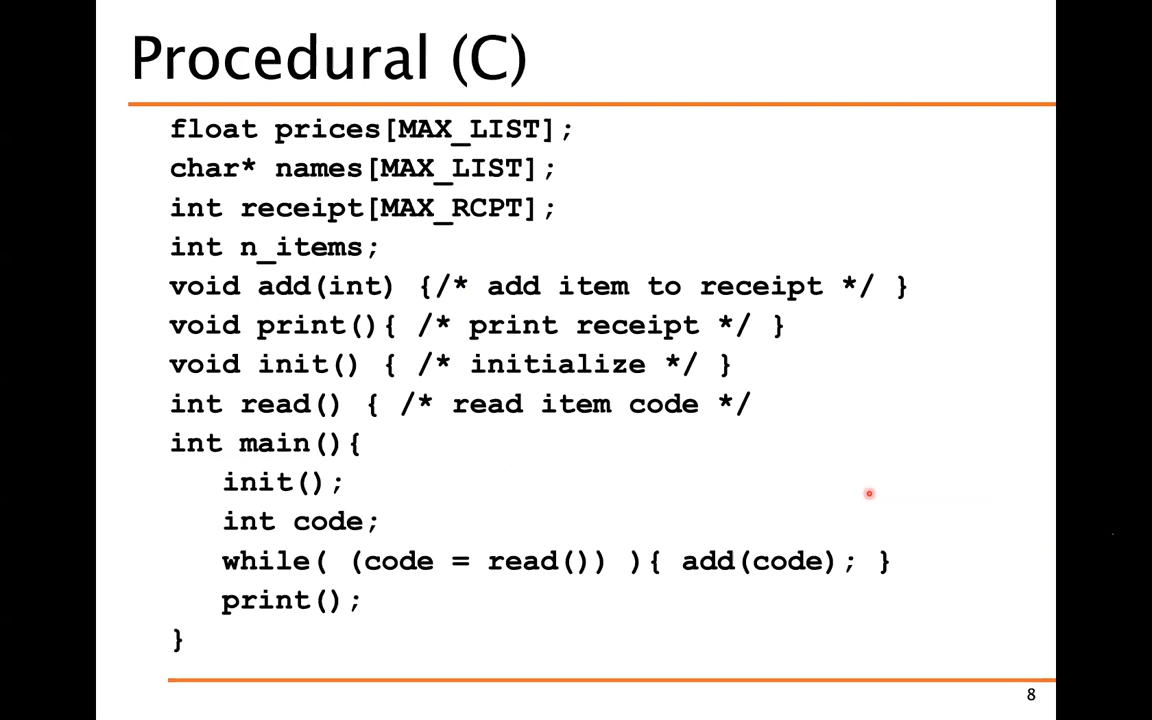 Procedural (C)
float prices[MAX_LIST];
char* names[MAX_LIST];
int receipt[MAX_RCPT];
int n_items;
void add(int) {/* add item to receipt */ }
void print(){ /* print receipt */ }
void init() { /* initialize */ }
int read() { /* read item code */
int main(){
init();
int code;
while( (code = read()) ){ add(code); }
print();
}
8